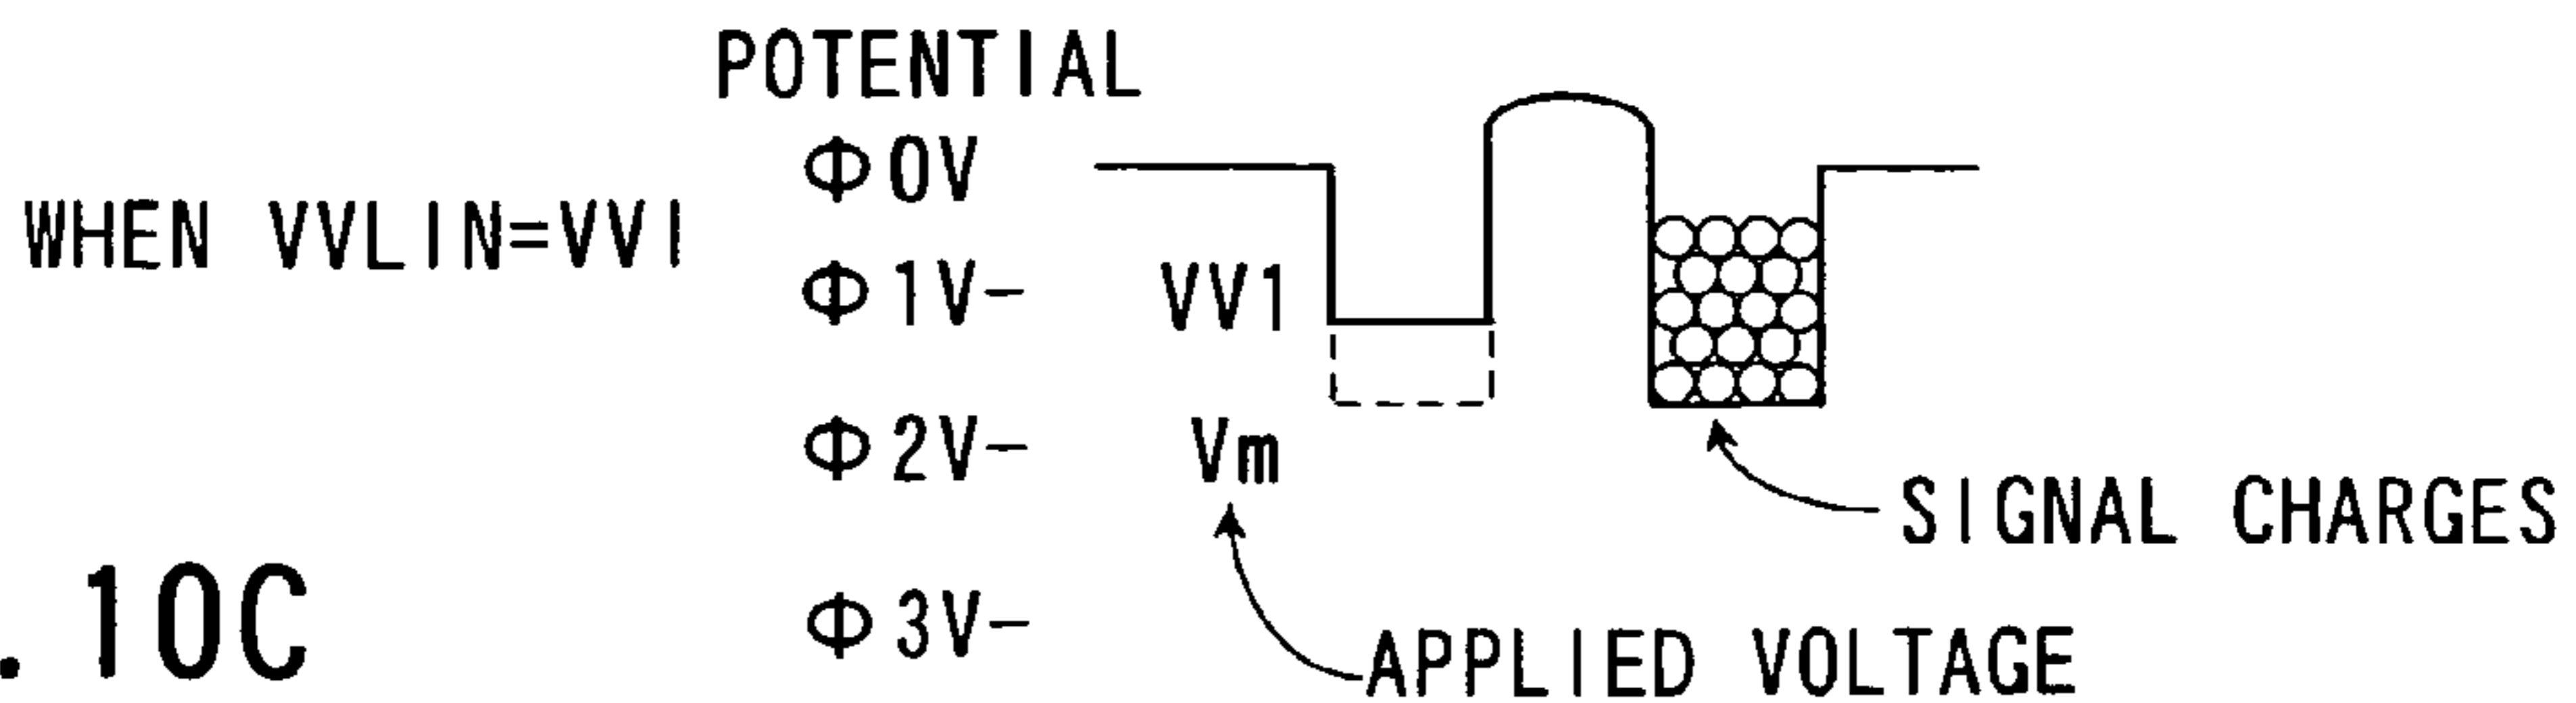 POTENTIAL
Φ0V
WHEN VVLIN=VVI
Φ1V- VV1
Φ2V- Vm
SIGNAL CHARGES
.10C
Φ3V-
APPLIED VOLTAGE